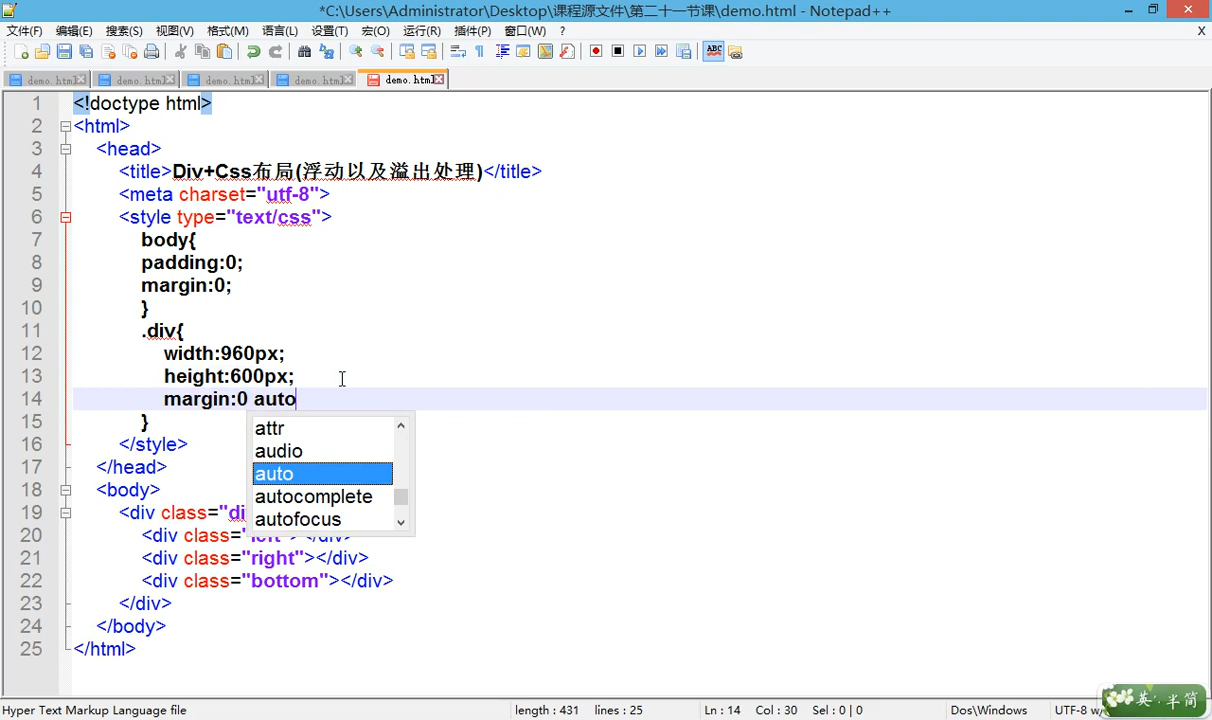 *C:\Users\Administrator\Desktop\课程源文件\第二十一节课\demo.html - Notepad++
文件(F) 编辑(E) 搜索(S) 视图(V) 格式(M) 语言(L) 设置(T) 宏(O) 运行(R) 插件(P) 窗口(W) ? X
demo.html demo.html demo.html demo.html demo.html
1 <!doctype html>
2 <html>
3 <head>
4 <title>Div+Css布局(浮动以及溢出处理)</title>
5 <meta charset="utf-8">
6 <style type="text/css">
7 body{
8 padding:0;
9 margin:0;
10 }
11 .div{
12 width:960px;
13 height:600px;
14 margin:0 auto
15 }
attr
16 </style>
audio
17 </head>
auto
18 <body>
autocomplete
19 <div class="di
autofocus
20 <div class="left"></div>
21 <div class="right"></div>
22 <div class="bottom"></div>
23 </div>
24 </body>
25 </html>
Hyper Text Markup Language file length : 431 lines : 25 Ln : 14 Col : 30 Sel : 0 | 0 Dos\Windows UTF-8 w/
英 半 简